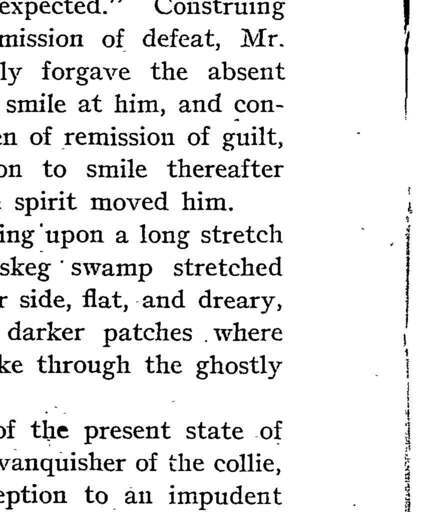 expected.” Construing
mission of defeat, Mr.
ly forgave the absent
smile at him, and con-
en of remission of guilt,
on to smile thereafter
spirit moved him.
ing upon a long stretch
skeg swamp stretched
r side, flat, and dreary,
darker patches where
ke through the ghostly
of the present state of
vanquisher of the collie,
eption to an impudent